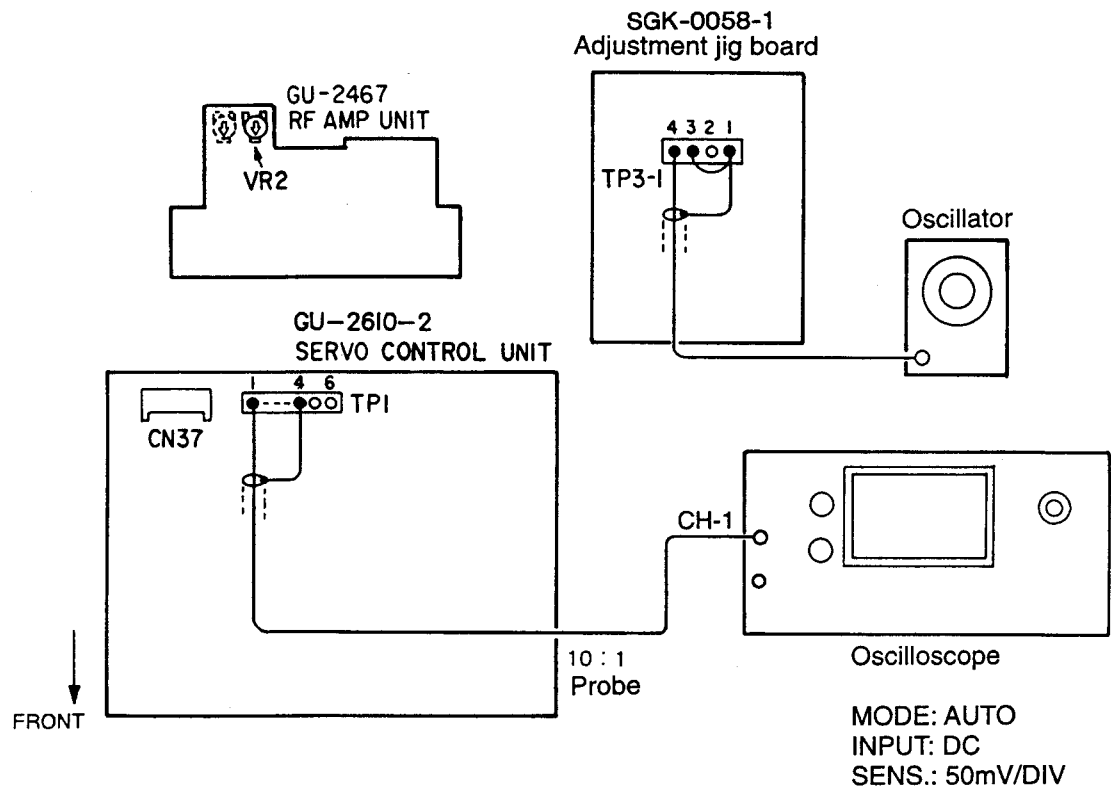 SGK-0058-1
Adjustment jig board
GU-2467
RF AMP UNIT
VR2
4 3 2 1
TP3-1
Oscillator
GU-2610-2
SERVO CONTROL UNIT
1 4 6
TP1
CN37
CH-1
10 : 1
Probe
FRONT
Oscilloscope
MODE: AUTO
INPUT: DC
SENS.: 50mV/DIV